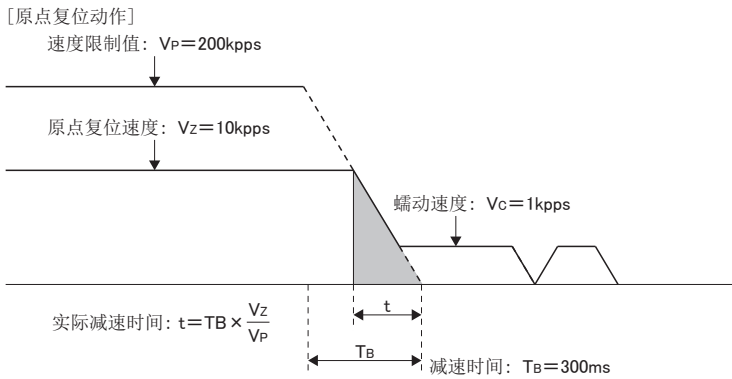 [原点复位动作]
速度限制值：VP＝200kpps
原点复位速度：VZ＝10kpps
蠕动速度：VC＝1kpps
实际减速时间：t＝TB×VZ/VP
t
TB
减速时间：TB＝300ms